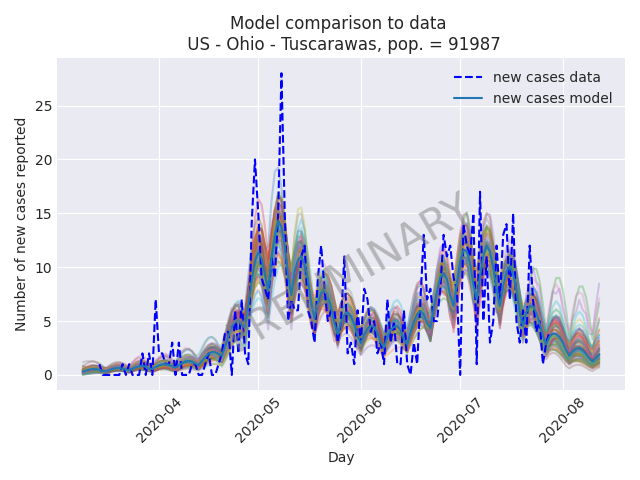 Model comparison to data
US - Ohio - Tuscarawas, pop. = 91987
new cases data
new cases model
Number of new cases reported
25
20
15
10
5
0
PRELIMINARY
2020-04
2020-05
2020-06
2020-07
2020-08
Day